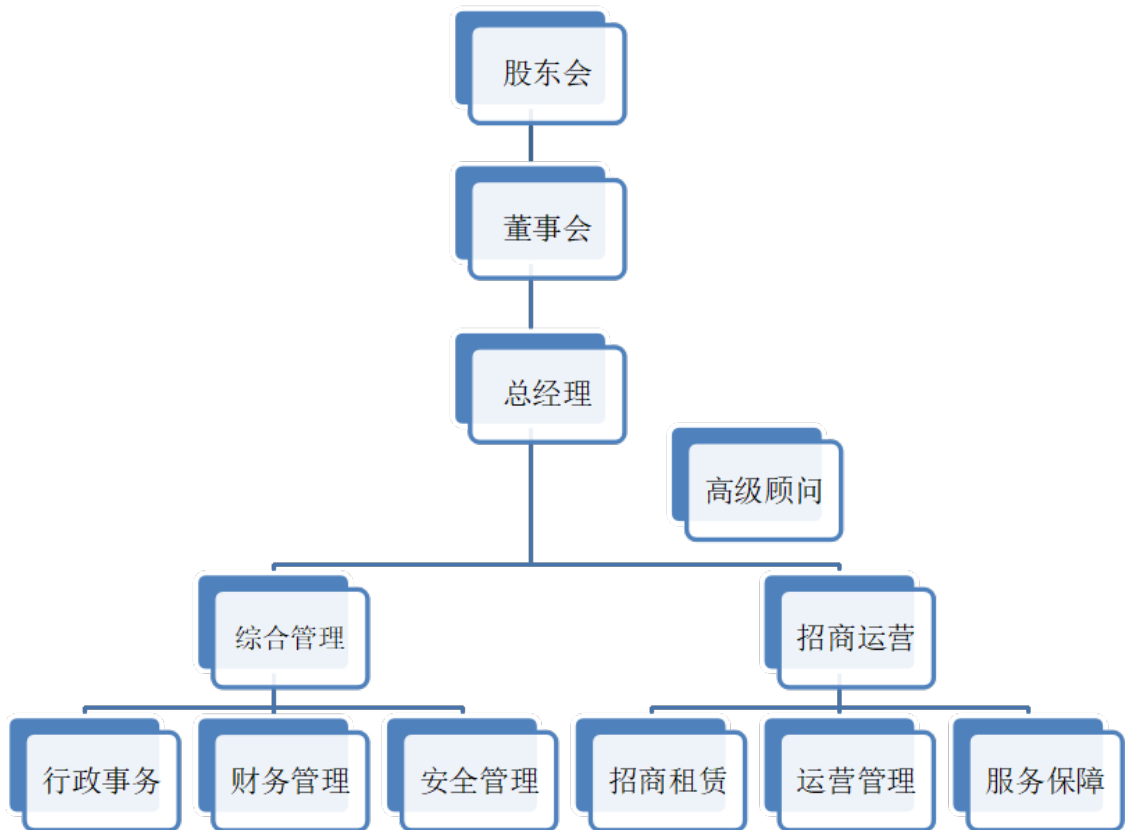 股东会
董事会
总经理
高级顾问
综合管理
招商运营
行政事务
财务管理
安全管理
招商租赁
运营管理
服务保障